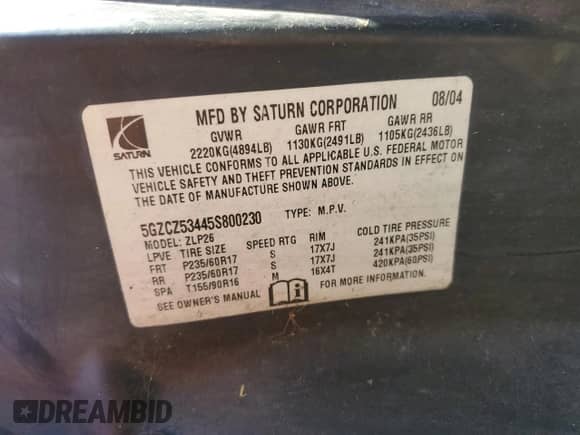 MFD BY SATURN CORPORATION 08/04
GVWR GAWR FRT GAWR RR
2220KG(4894LB) 1130KG(2491LB) 1105KG(2436LB)
SATURN
THIS VEHICLE CONFORMS TO ALL APPLICABLE U.S. FEDERAL MOTOR
VEHICLE SAFETY AND THEFT PREVENTION STANDARDS IN EFFECT ON
THE DATE OF MANUFACTURE SHOWN ABOVE.
5GZCZ53445S800230 TYPE: M.P.V.
MODEL: ZLP26
LPVE TIRE SIZE SPEED RTG RIM COLD TIRE PRESSURE
FRT P235/60R17 S 17X7J 241KPA(35PSI)
RR P235/60R17 S 17X7J 241KPA(35PSI)
SPA T155/90R16 M 16X4T 420KPA(60PSI)
SEE OWNER'S MANUAL FOR MORE INFORMATION.
DREAMBID